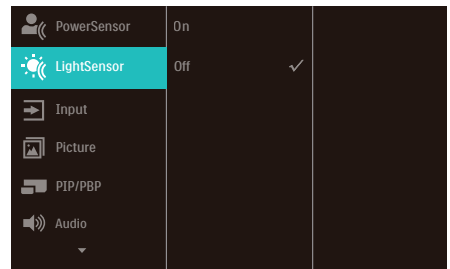 PowerSensor
On
LightSensor
Off
Input
Picture
PIP/PBP
Audio